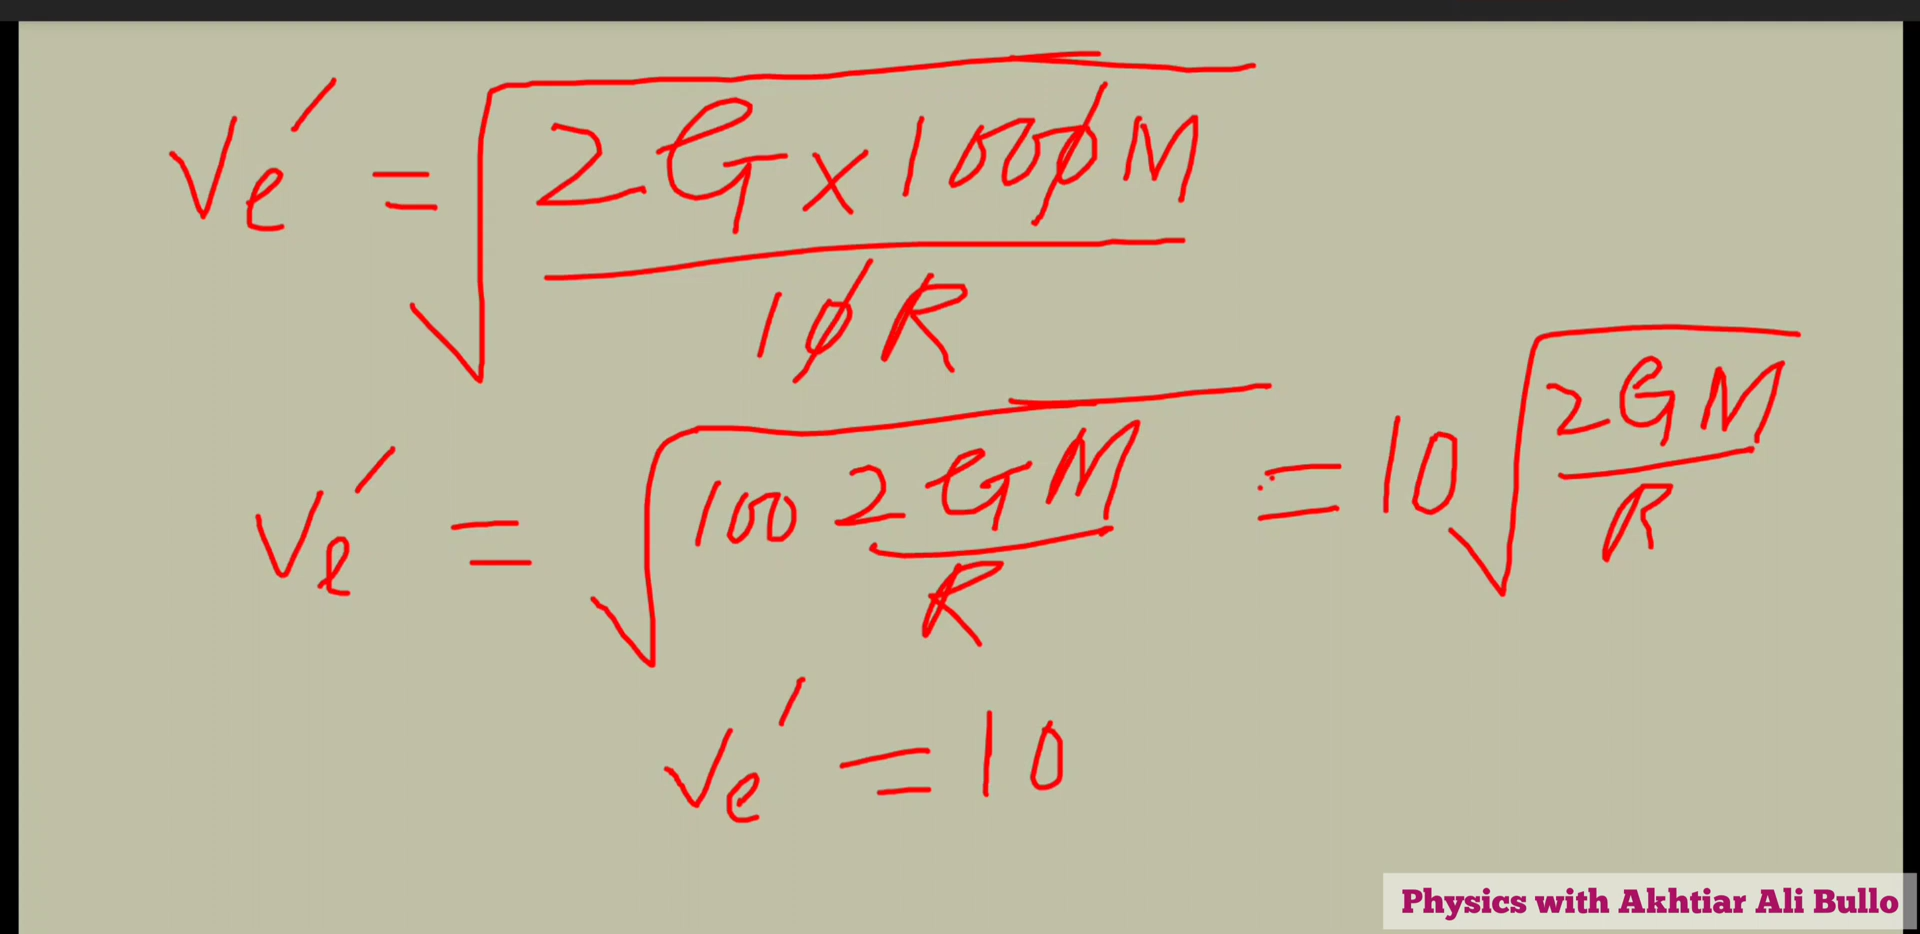 Ve′ = √(2G×1000M / 10R)
Ve′ = √(100 2GM / R) = 10√(2GM / R)
Ve′ = 10
Physics with Akhtiar Ali Bullo